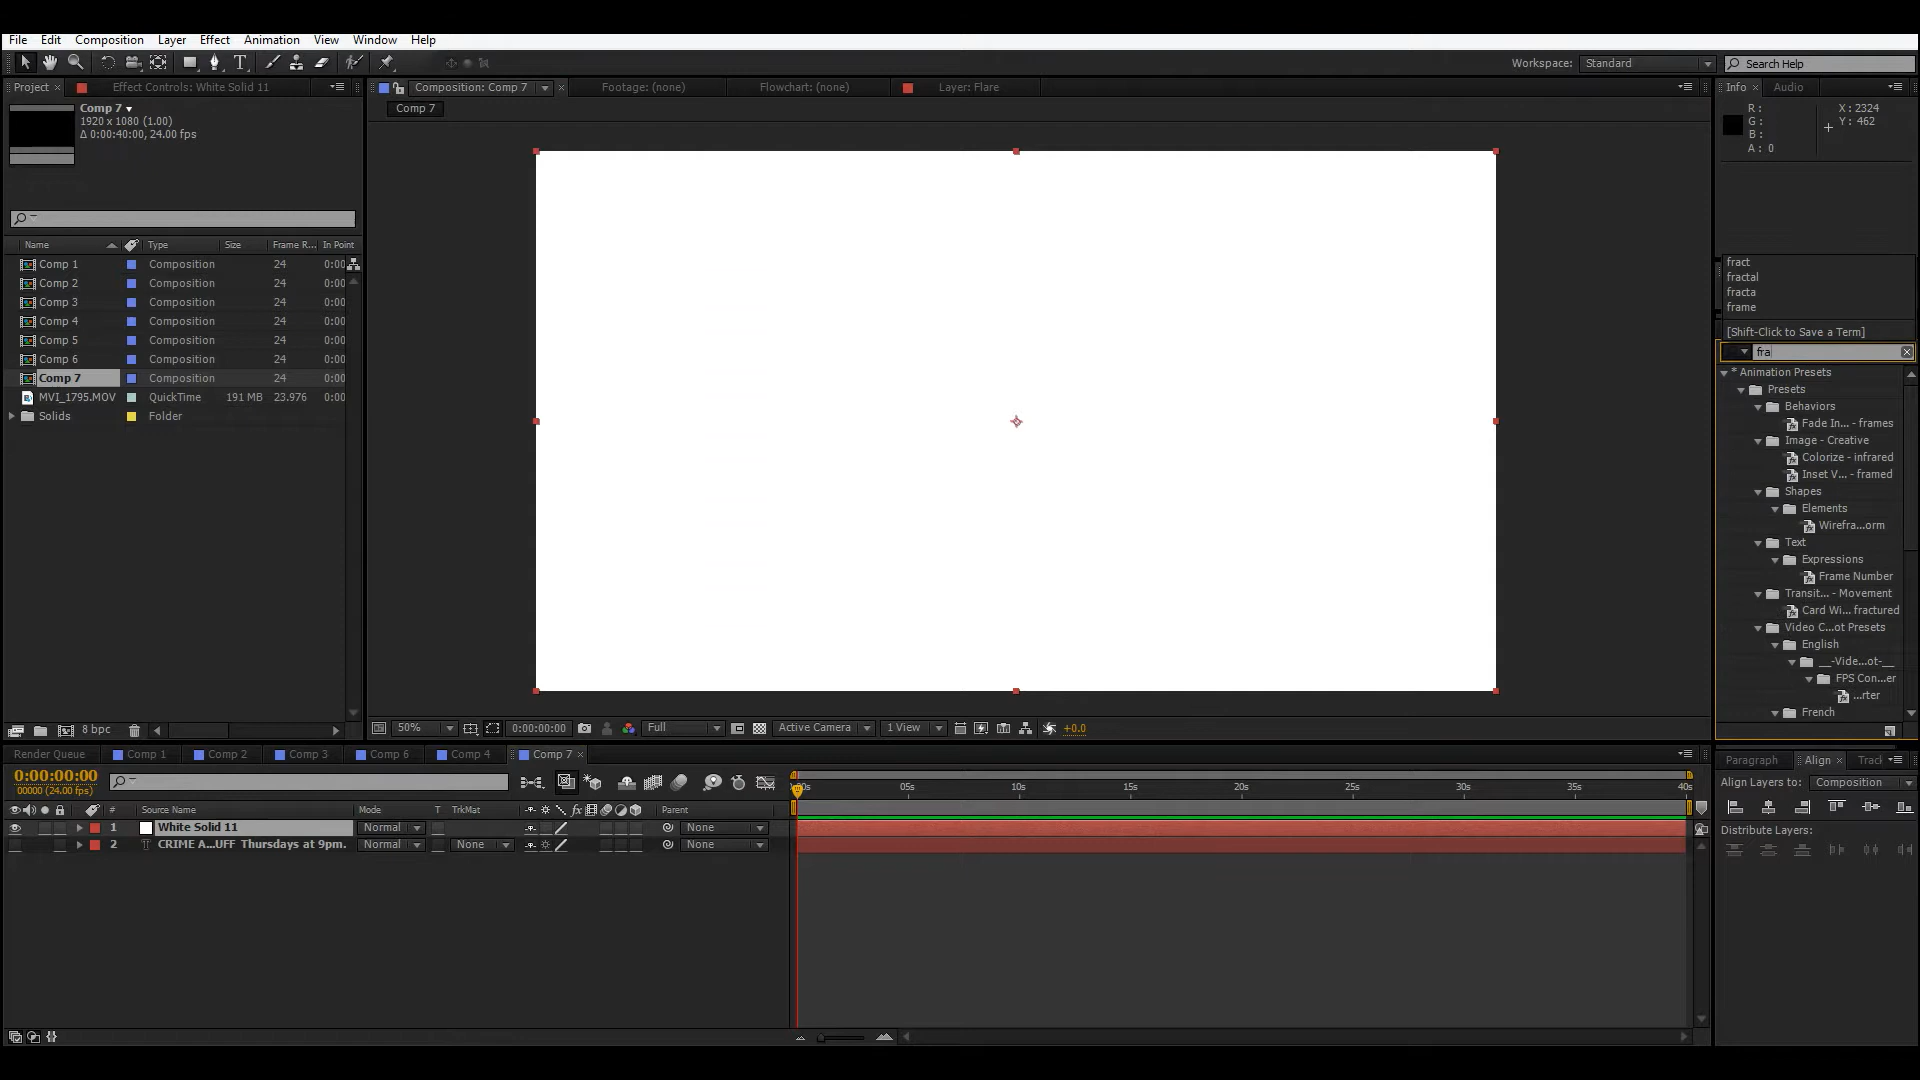 File Edit Composition Layer Effect Animation View Window Help
Workspace: Standard Search Help
Project × Effect Controls: White Solid 11 Composition: Comp 7 × Footage: (none) Flowchart: (none) Layer: Flare Info × Audio
Comp 7
1920 x 1080 (1.00)
Δ 0:00:40:00, 24.00 fps
Comp 7
R :
G :
B :
A : 0
X : 2324
Y : 462
Name Type Size Frame R... In Point
Comp 1 Composition 24 0:00
Comp 2 Composition 24 0:00
Comp 3 Composition 24 0:00
Comp 4 Composition 24 0:00
Comp 5 Composition 24 0:00
Comp 6 Composition 24 0:00
Comp 7 Composition 24 0:00
MVI_1795.MOV QuickTime 191 MB 23.976 0:00
Solids Folder
8 bpc
fract
fractal
fracta
frame
[Shift-Click to Save a Term]
fra
* Animation Presets
Presets
Behaviors
Fade In... - frames
Image - Creative
Colorize - infrared
Inset V... - framed
Shapes
Elements
Wirefra...orm
Text
Expressions
Frame Number
Transit... - Movement
Card Wi... fractured
Video C...ot Presets
English
__-Vide...ot-__
FPS Con...er
...rter
French
50% 0:00:00:00 Full Active Camera 1 View +0.0
Render Queue Comp 1 Comp 2 Comp 3 Comp 6 Comp 4 Comp 7 ×
0:00:00:00
00000 (24.00 fps)
# Source Name Mode T TrkMat fx Parent
1 White Solid 11 Normal None
2 CRIME A...UFF Thursdays at 9pm. Normal None None
05s 10s 15s 20s 25s 30s 35s 40s
Paragraph Align × Track
Align Layers to: Composition
Distribute Layers: